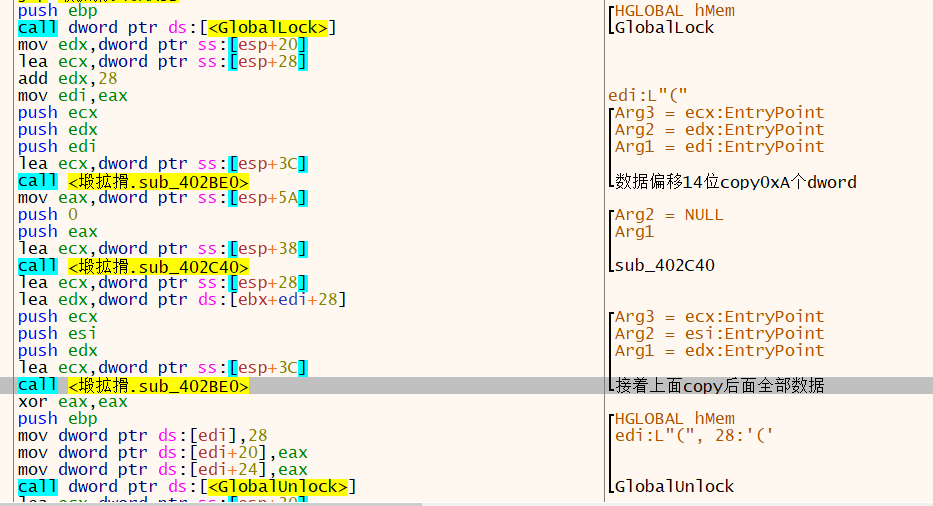 push ebp HGLOBAL hMem
call dword ptr ds:[<GlobalLock>] GlobalLock
mov edx,dword ptr ss:[esp+20]
lea ecx,dword ptr ss:[esp+28]
add edx,28
mov edi,eax edi:L"("
push ecx Arg3 = ecx:EntryPoint
push edx Arg2 = edx:EntryPoint
push edi Arg1 = edi:EntryPoint
lea ecx,dword ptr ss:[esp+3C]
call <塅拡搰.sub_402BE0> 数据偏移14位copy0xA个dword
mov eax,dword ptr ss:[esp+5A]
push 0 Arg2 = NULL
push eax Arg1
lea ecx,dword ptr ss:[esp+38]
call <塅拡搰.sub_402C40> sub_402C40
lea ecx,dword ptr ss:[esp+28]
lea edx,dword ptr ds:[ebx+edi+28]
push ecx Arg3 = ecx:EntryPoint
push esi Arg2 = esi:EntryPoint
push edx Arg1 = edx:EntryPoint
lea ecx,dword ptr ss:[esp+3C]
call <塅拡搰.sub_402BE0> 接着上面copy后面全部数据
xor eax,eax
push ebp HGLOBAL hMem
mov dword ptr ds:[edi],28 edi:L"(", 28:'('
mov dword ptr ds:[edi+20],eax
mov dword ptr ds:[edi+24],eax
call dword ptr ds:[<GlobalUnlock>] GlobalUnlock